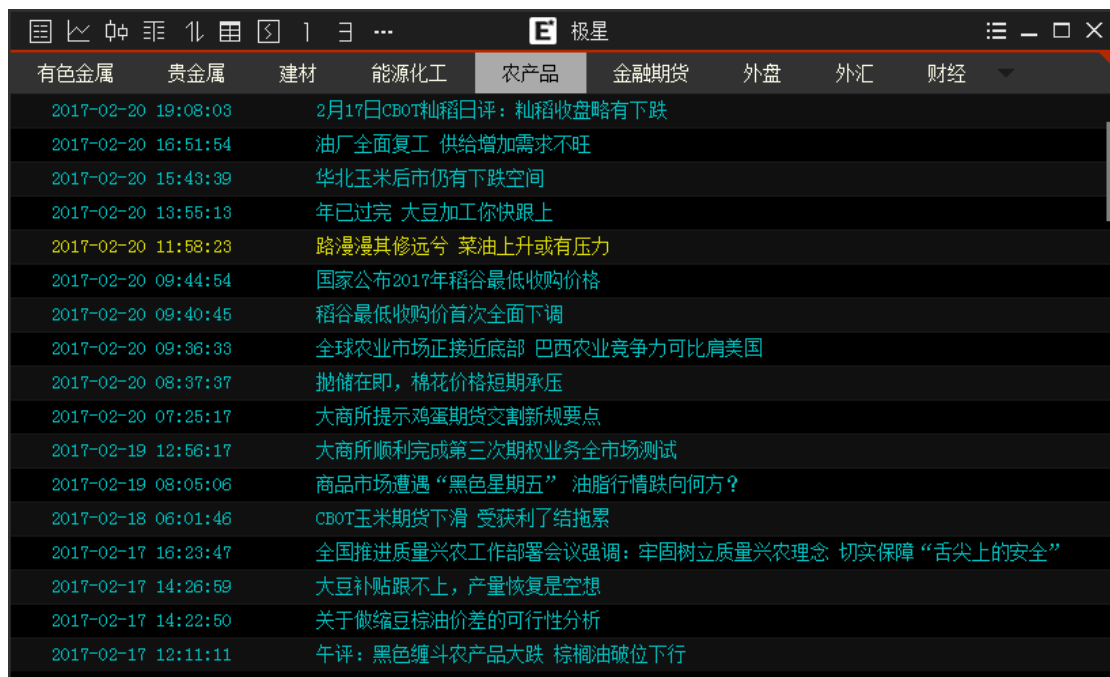 极星
有色金属 贵金属 建材 能源化工 农产品 金融期货 外盘 外汇 财经
2017-02-20 19:08:03 2月17日CBOT籼稻日评：籼稻收盘略有下跌
2017-02-20 16:51:54 油厂全面复工 供给增加需求不旺
2017-02-20 15:43:39 华北玉米后市仍有下跌空间
2017-02-20 13:55:13 年已过完 大豆加工你快跟上
2017-02-20 11:58:23 路漫漫其修远兮 菜油上升或有压力
2017-02-20 09:44:54 国家公布2017年稻谷最低收购价格
2017-02-20 09:40:45 稻谷最低收购价首次全面下调
2017-02-20 09:36:33 全球农业市场正接近底部 巴西农业竞争力可比肩美国
2017-02-20 08:37:37 抛储在即，棉花价格短期承压
2017-02-20 07:25:17 大商所提示鸡蛋期货交割新规要点
2017-02-19 12:56:17 大商所顺利完成第三次期权业务全市场测试
2017-02-19 08:05:06 商品市场遭遇“黑色星期五” 油脂行情跌向何方？
2017-02-18 06:01:46 CBOT玉米期货下滑 受获利了结拖累
2017-02-17 16:23:47 全国推进质量兴农工作部署会议强调：牢固树立质量兴农理念 切实保障“舌尖上的安全”
2017-02-17 14:26:59 大豆补贴跟不上，产量恢复是空想
2017-02-17 14:22:50 关于做缩豆棕油价差的可行性分析
2017-02-17 12:11:11 午评：黑色缠斗农产品大跌 棕榈油破位下行